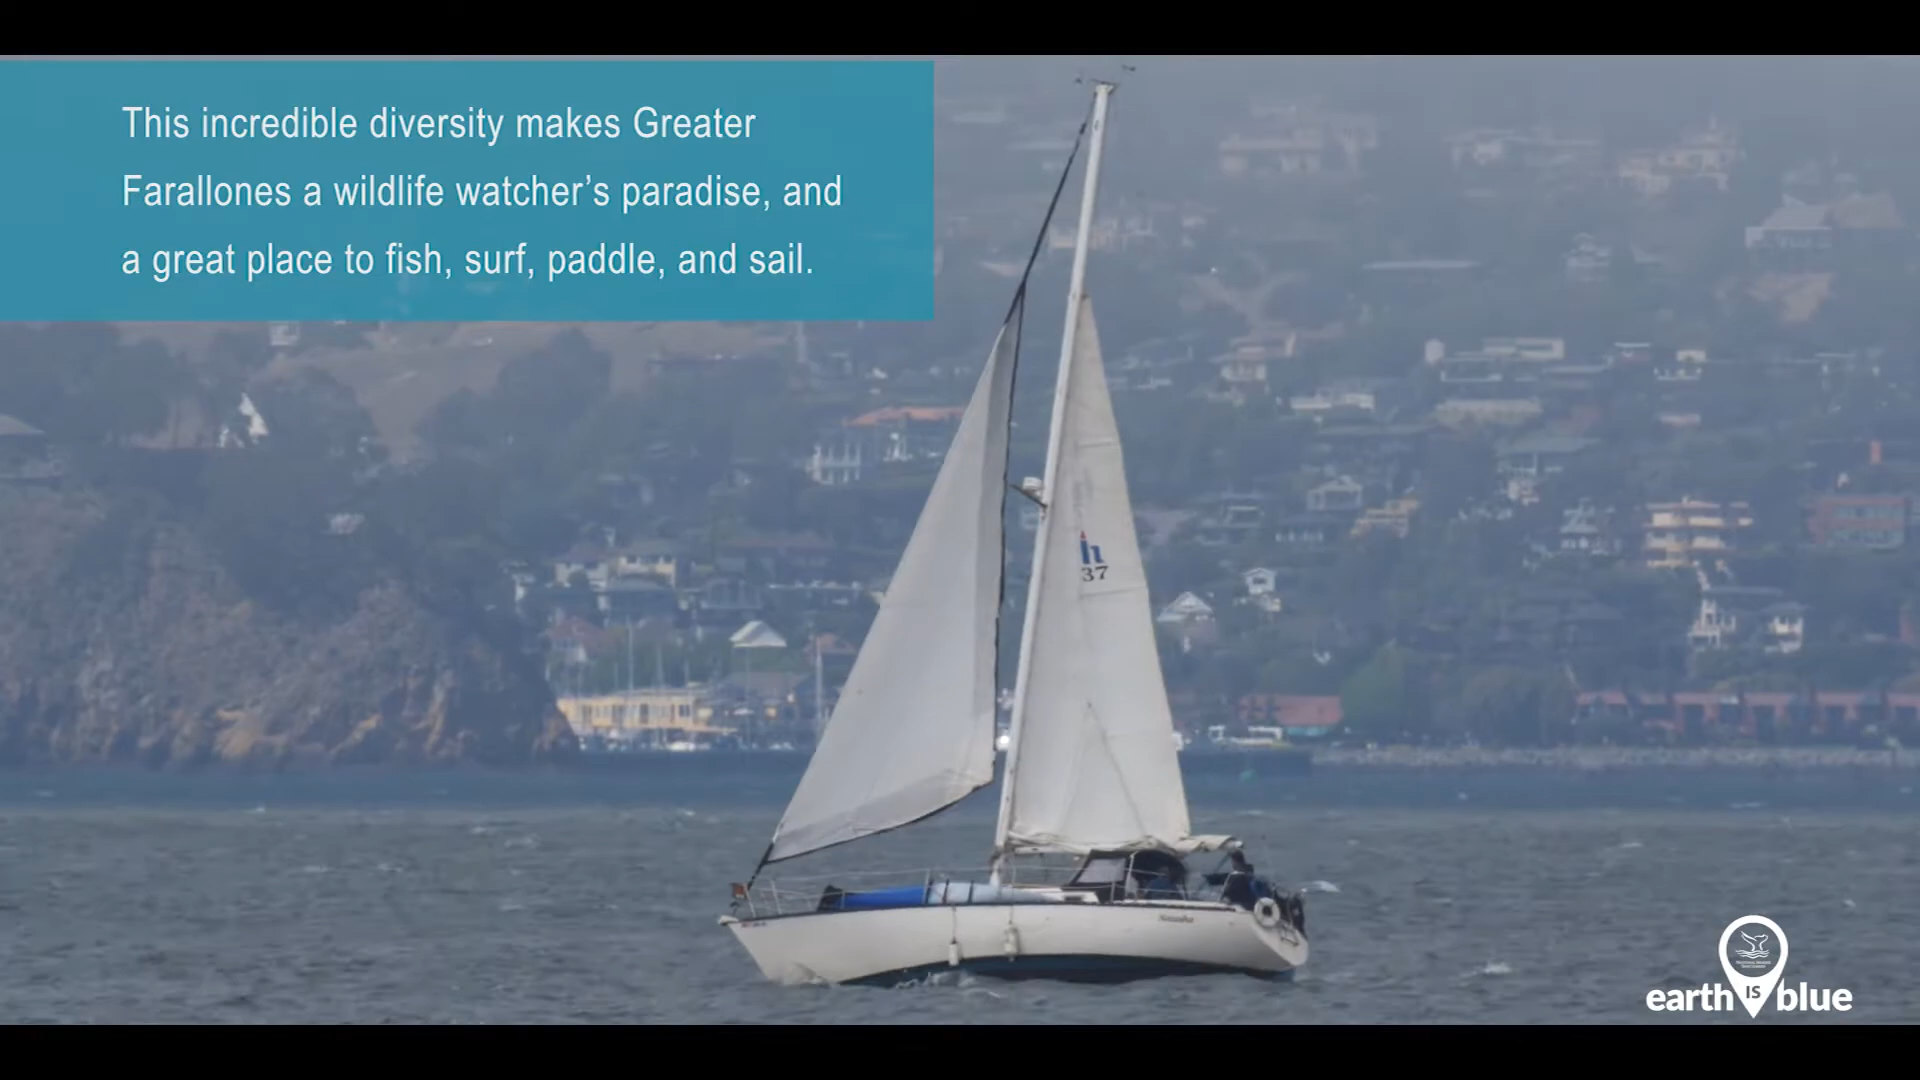 This incredible diversity makes Greater
Farallones a wildlife watcher’s paradise, and
a great place to fish, surf, paddle, and sail.
h
37
earth IS blue